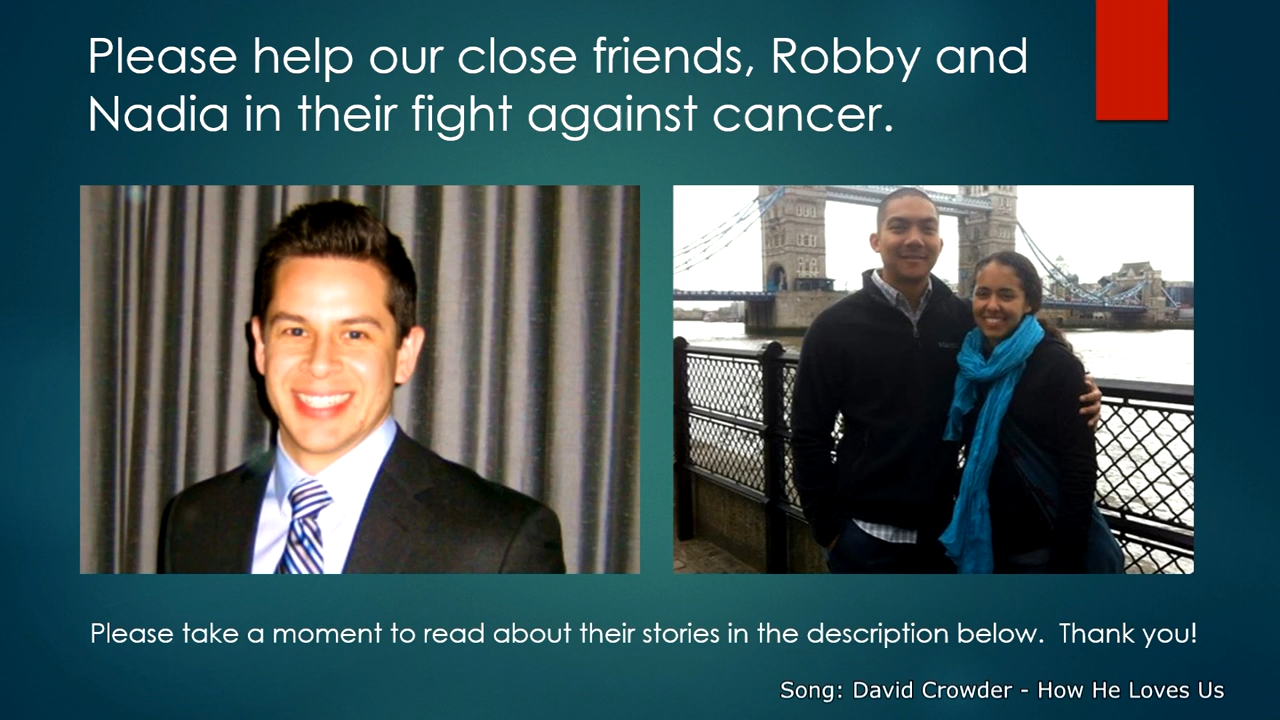 Please help our close friends, Robby and
Nadia in their fight against cancer.
Please take a moment to read about their stories in the description below.  Thank you!
Song: David Crowder - How He Loves Us